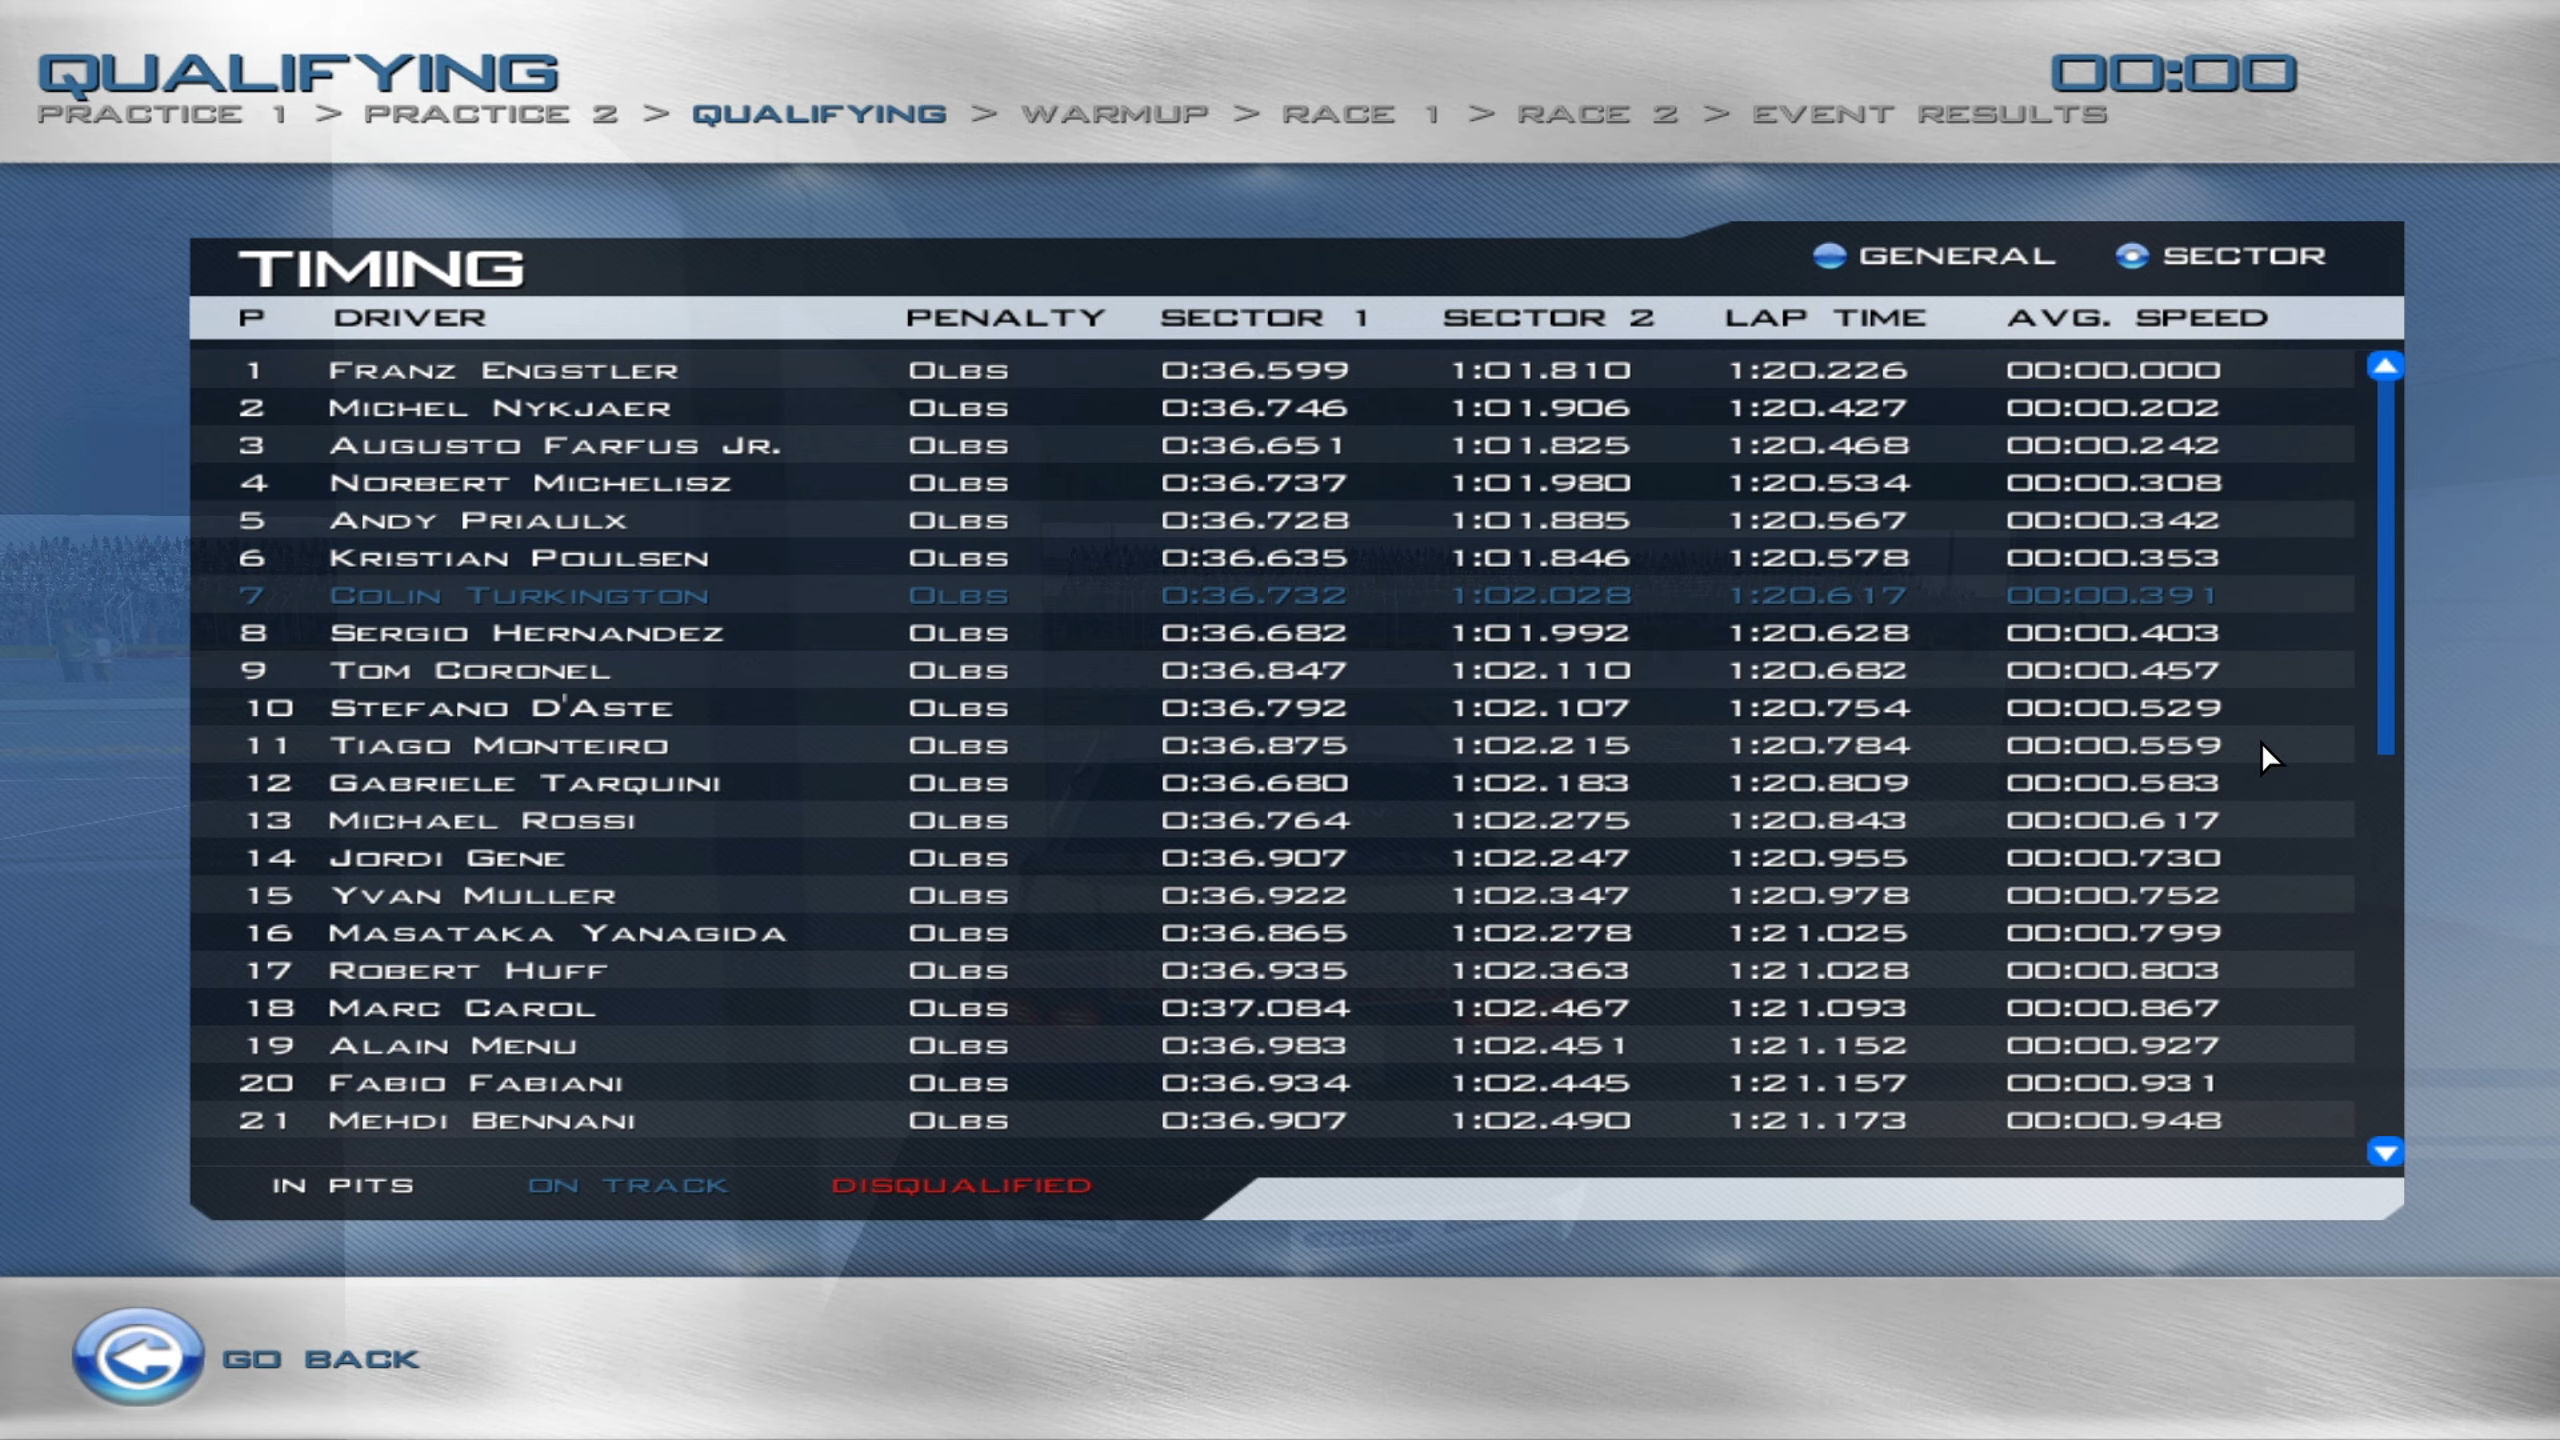 QUALIFYING 00:00
PRACTICE 1 > PRACTICE 2 > QUALIFYING > WARMUP > RACE 1 > RACE 2 > EVENT RESULTS
TIMING GENERAL SECTOR
P DRIVER PENALTY SECTOR 1 SECTOR 2 LAP TIME AVG. SPEED
1 FRANZ ENGSTLER 0LBS 0:36.599 1:01.810 1:20.226 00:00.000
2 MICHEL NYKJAER 0LBS 0:36.746 1:01.906 1:20.427 00:00.202
3 AUGUSTO FARFUS JR. 0LBS 0:36.651 1:01.825 1:20.468 00:00.242
4 NORBERT MICHELISZ 0LBS 0:36.737 1:01.980 1:20.534 00:00.308
5 ANDY PRIAULX 0LBS 0:36.728 1:01.885 1:20.567 00:00.342
6 KRISTIAN POULSEN 0LBS 0:36.635 1:01.846 1:20.578 00:00.353
7 COLIN TURKINGTON 0LBS 0:36.732 1:02.028 1:20.617 00:00.391
8 SERGIO HERNANDEZ 0LBS 0:36.682 1:01.992 1:20.628 00:00.403
9 TOM CORONEL 0LBS 0:36.847 1:02.110 1:20.682 00:00.457
10 STEFANO D'ASTE 0LBS 0:36.792 1:02.107 1:20.754 00:00.529
11 TIAGO MONTEIRO 0LBS 0:36.875 1:02.215 1:20.784 00:00.559
12 GABRIELE TARQUINI 0LBS 0:36.680 1:02.183 1:20.809 00:00.583
13 MICHAEL ROSSI 0LBS 0:36.764 1:02.275 1:20.843 00:00.617
14 JORDI GENE 0LBS 0:36.907 1:02.247 1:20.955 00:00.730
15 YVAN MULLER 0LBS 0:36.922 1:02.347 1:20.978 00:00.752
16 MASATAKA YANAGIDA 0LBS 0:36.865 1:02.278 1:21.025 00:00.799
17 ROBERT HUFF 0LBS 0:36.935 1:02.363 1:21.028 00:00.803
18 MARC CAROL 0LBS 0:37.084 1:02.467 1:21.093 00:00.867
19 ALAIN MENU 0LBS 0:36.983 1:02.451 1:21.152 00:00.927
20 FABIO FABIANI 0LBS 0:36.934 1:02.445 1:21.157 00:00.931
21 MEHDI BENNANI 0LBS 0:36.907 1:02.490 1:21.173 00:00.948
IN PITS ON TRACK DISQUALIFIED
GO BACK